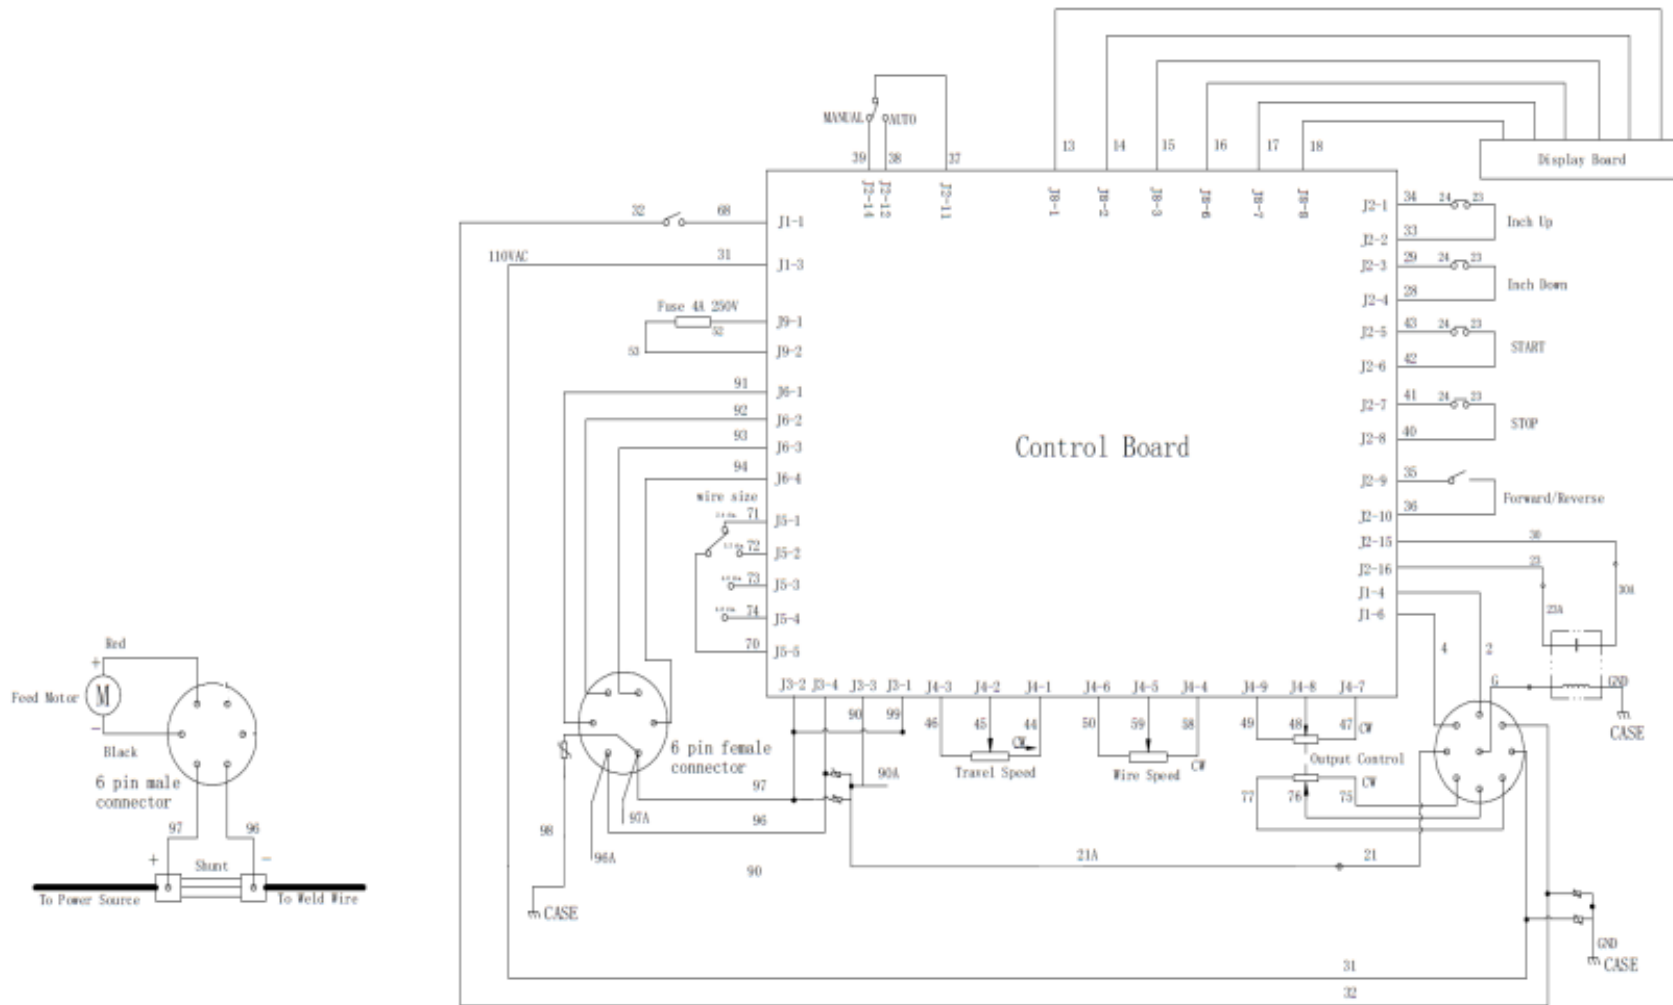 MANUAL
AUTO
39
38
37
13
14
15
16
17
18
Display Board
J2-14
J2-12
J2-11
J8-1
J8-2
J8-3
J8-6
J8-7
J8-8
32
68
J1-1
110VAC
31
J1-3
Fuse 4A 250V
52
J9-1
53
J9-2
91
J6-1
92
J6-2
93
J6-3
94
J6-4
wire size
71
J5-1
72
J5-2
73
J5-3
74
J5-4
70
J5-5
Control Board
J2-1
34
24
23
Inch Up
J2-2
33
J2-3
29
24
23
Inch Down
J2-4
28
J2-5
43
24
23
START
J2-6
42
J2-7
41
24
23
STOP
J2-8
40
J2-9
35
Forward/Reverse
J2-10
36
J2-15
30
J2-16
23
J1-4
30A
J1-6
23A
4
2
G
GND
CASE
J3-2
J3-4
J3-3
J3-1
J4-3
J4-2
J4-1
J4-6
J4-5
J4-4
J4-9
J4-8
J4-7
90
99
46
45
44
50
59
58
49
48
47
CW
CW
Travel Speed
Wire Speed
CW
Output Control
CW
77
76
75
Red
+
Feed Motor
M
-
Black
6 pin male
connector
97
96
+
Shunt
-
To Power Source
To Weld Wire
6 pin female
connector
97
90A
97A
96
98
96A
90
21A
21
CASE
GND
CASE
31
32